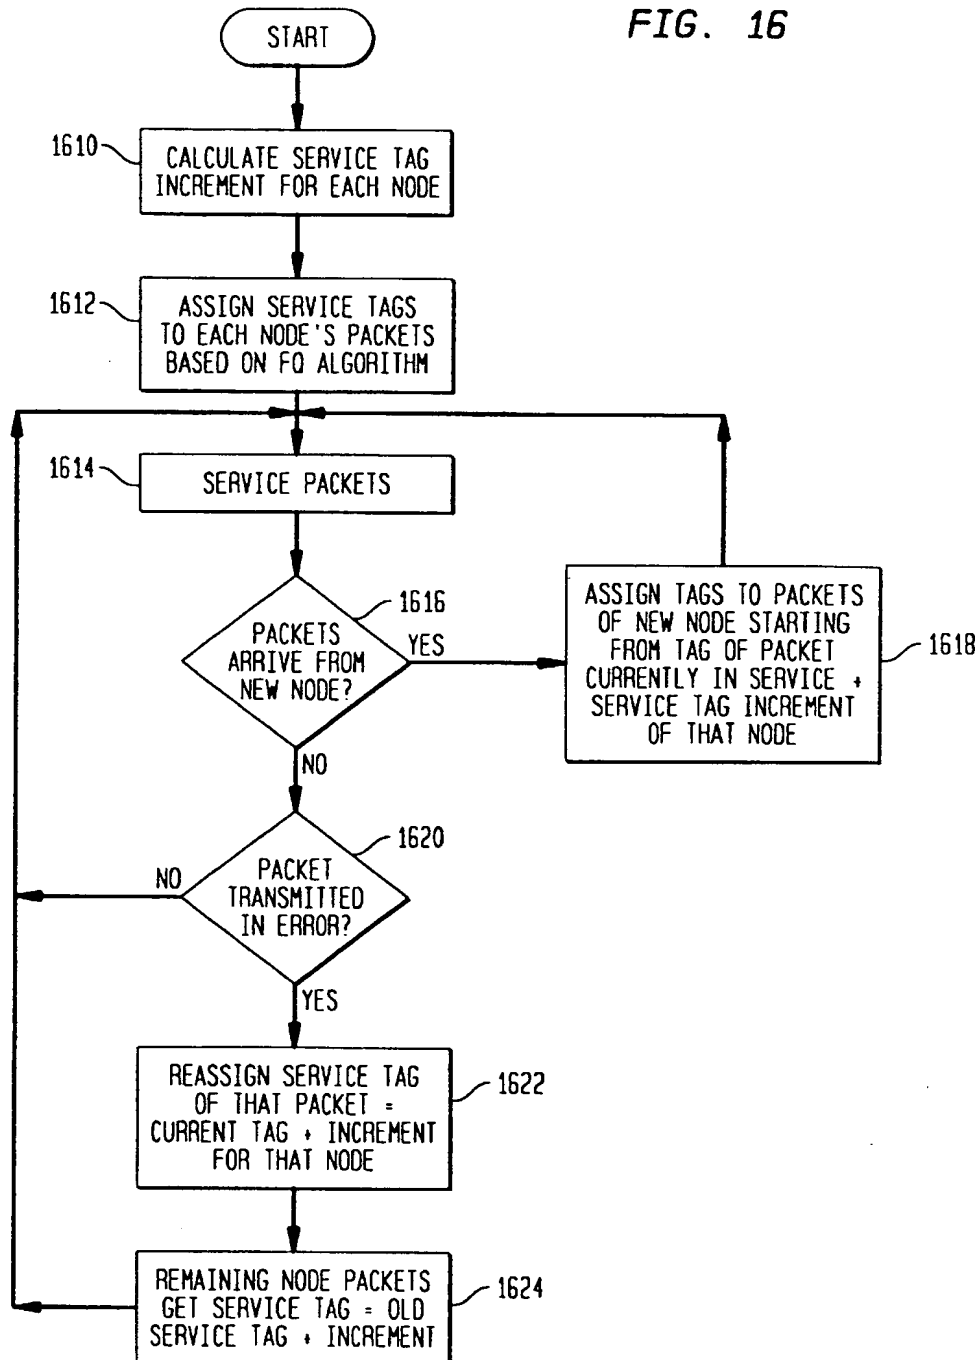 FIG. 16
START
1610
CALCULATE SERVICE TAG
INCREMENT FOR EACH NODE
1612
ASSIGN SERVICE TAGS
TO EACH NODE'S PACKETS
BASED ON FQ ALGORITHM
1614
SERVICE PACKETS
1616
PACKETS
ARRIVE FROM
NEW NODE?
YES
ASSIGN TAGS TO PACKETS
OF NEW NODE STARTING
FROM TAG OF PACKET
CURRENTLY IN SERVICE +
SERVICE TAG INCREMENT
OF THAT NODE
1618
NO
1620
PACKET
TRANSMITTED
IN ERROR?
NO
YES
REASSIGN SERVICE TAG
OF THAT PACKET =
CURRENT TAG + INCREMENT
FOR THAT NODE
1622
REMAINING NODE PACKETS
GET SERVICE TAG = OLD
SERVICE TAG + INCREMENT
1624